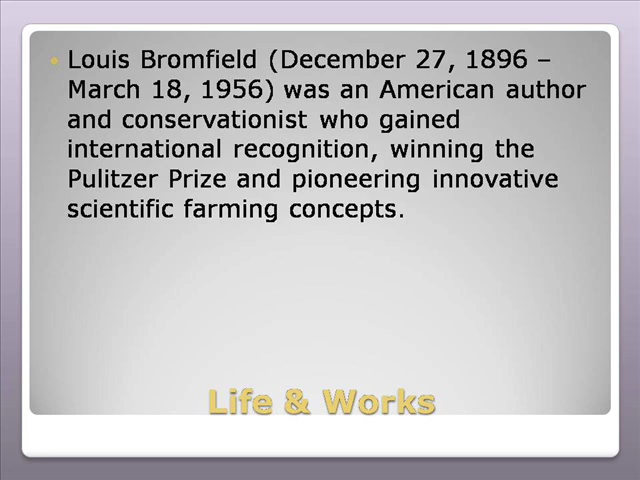 Louis Bromfield (December 27, 1896 –
March 18, 1956) was an American author
and conservationist who gained
international recognition, winning the
Pulitzer Prize and pioneering innovative
scientific farming concepts.
Life & Works